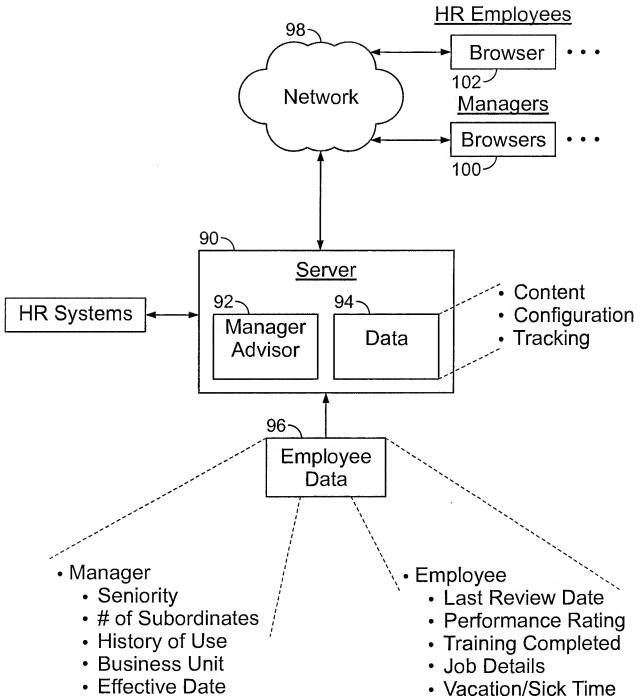 HR Employees
98
Browser
• • •
102
Network
Managers
Browsers
• • •
100
90
Server
HR Systems
92
Manager
Advisor
94
Data
• Content
• Configuration
• Tracking
96
Employee
Data
• Manager
• Seniority
• # of Subordinates
• History of Use
• Business Unit
• Effective Date
• Employee
• Last Review Date
• Performance Rating
• Training Completed
• Job Details
• Vacation/Sick Time